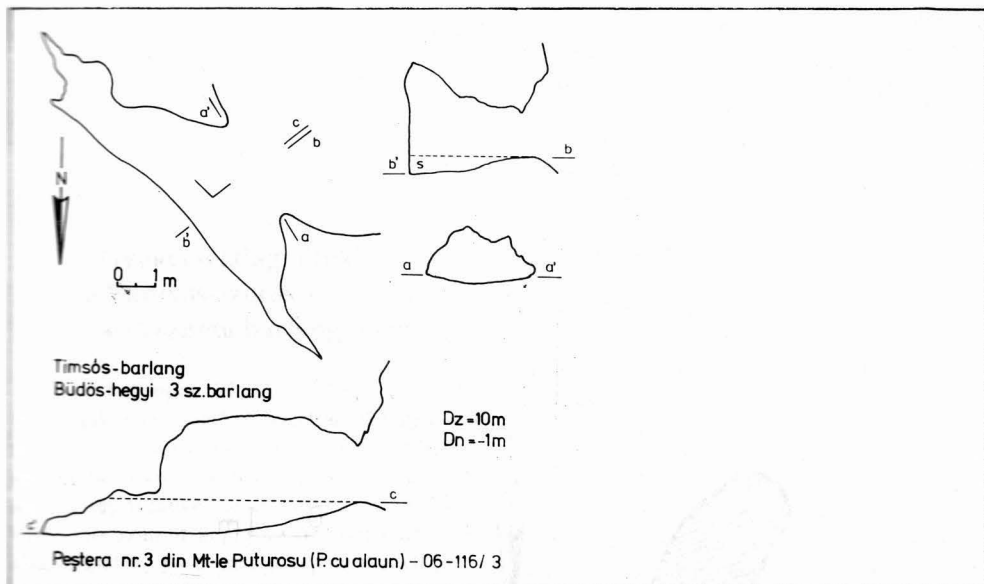 a'
c
b
N
b'
a
0 1 m
b' s b
a a'
Timsós-barlang
Büdös-hegyi 3 sz.barlang
Dz=10m
Dn=-1m
c
c'
Peştera nr.3 din Mt-le Puturosu (P. cu alaun) - 06-116/3